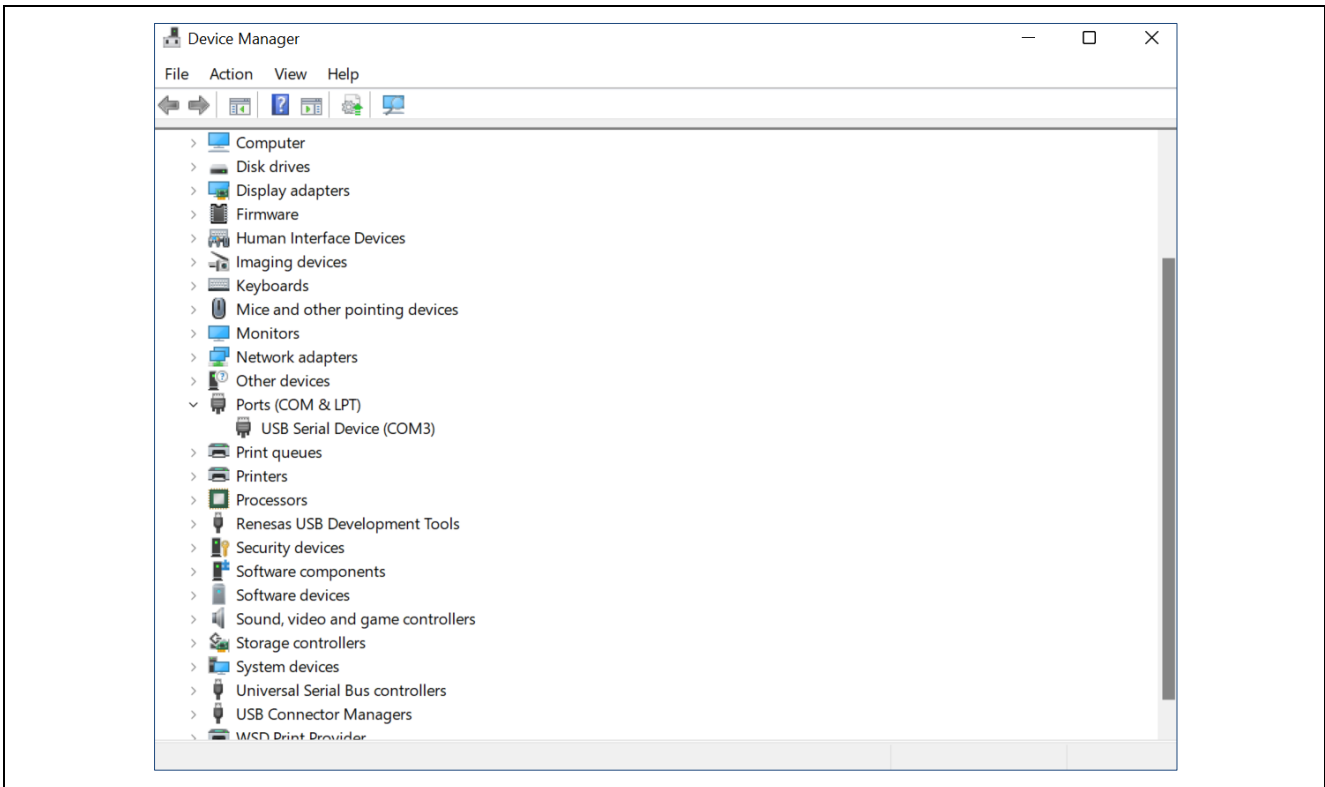 Device Manager
File Action View Help
Computer
Disk drives
Display adapters
Firmware
Human Interface Devices
Imaging devices
Keyboards
Mice and other pointing devices
Monitors
Network adapters
Other devices
Ports (COM & LPT)
USB Serial Device (COM3)
Print queues
Printers
Processors
Renesas USB Development Tools
Security devices
Software components
Software devices
Sound, video and game controllers
Storage controllers
System devices
Universal Serial Bus controllers
USB Connector Managers
WSD Print Provider